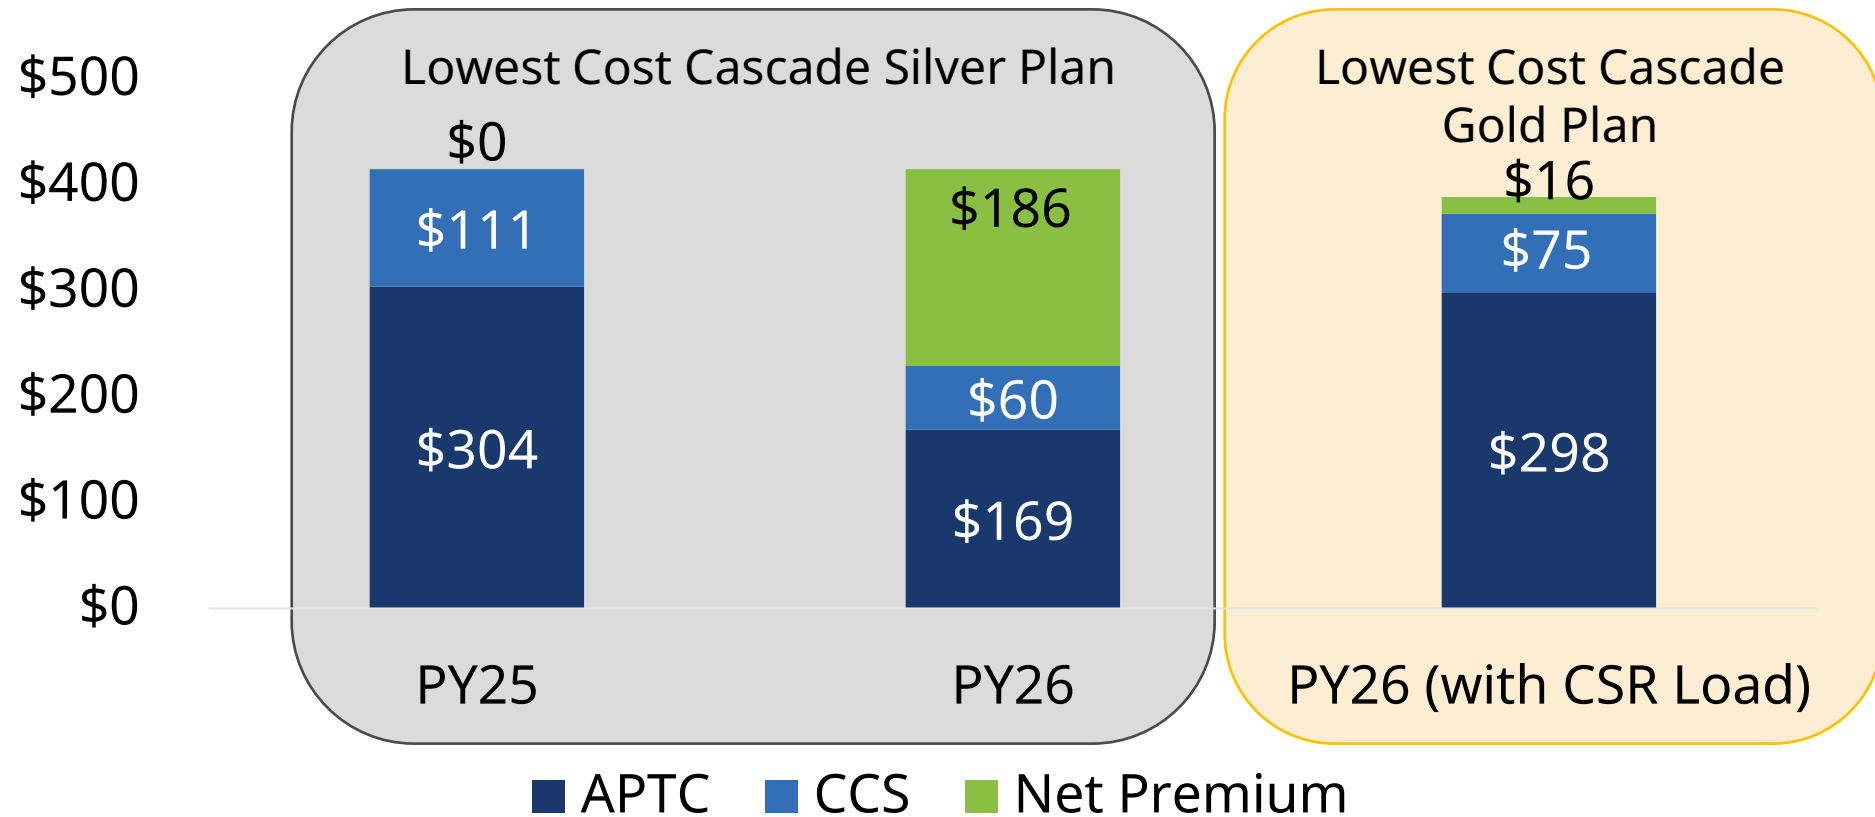 $500
$400
$300
$200
$100
$0
Lowest Cost Cascade Silver Plan
$0
$111
$304
PY25
$186
$60
$169
PY26
Lowest Cost Cascade
Gold Plan
$16
$75
$298
PY26 (with CSR Load)
APTC CCS Net Premium